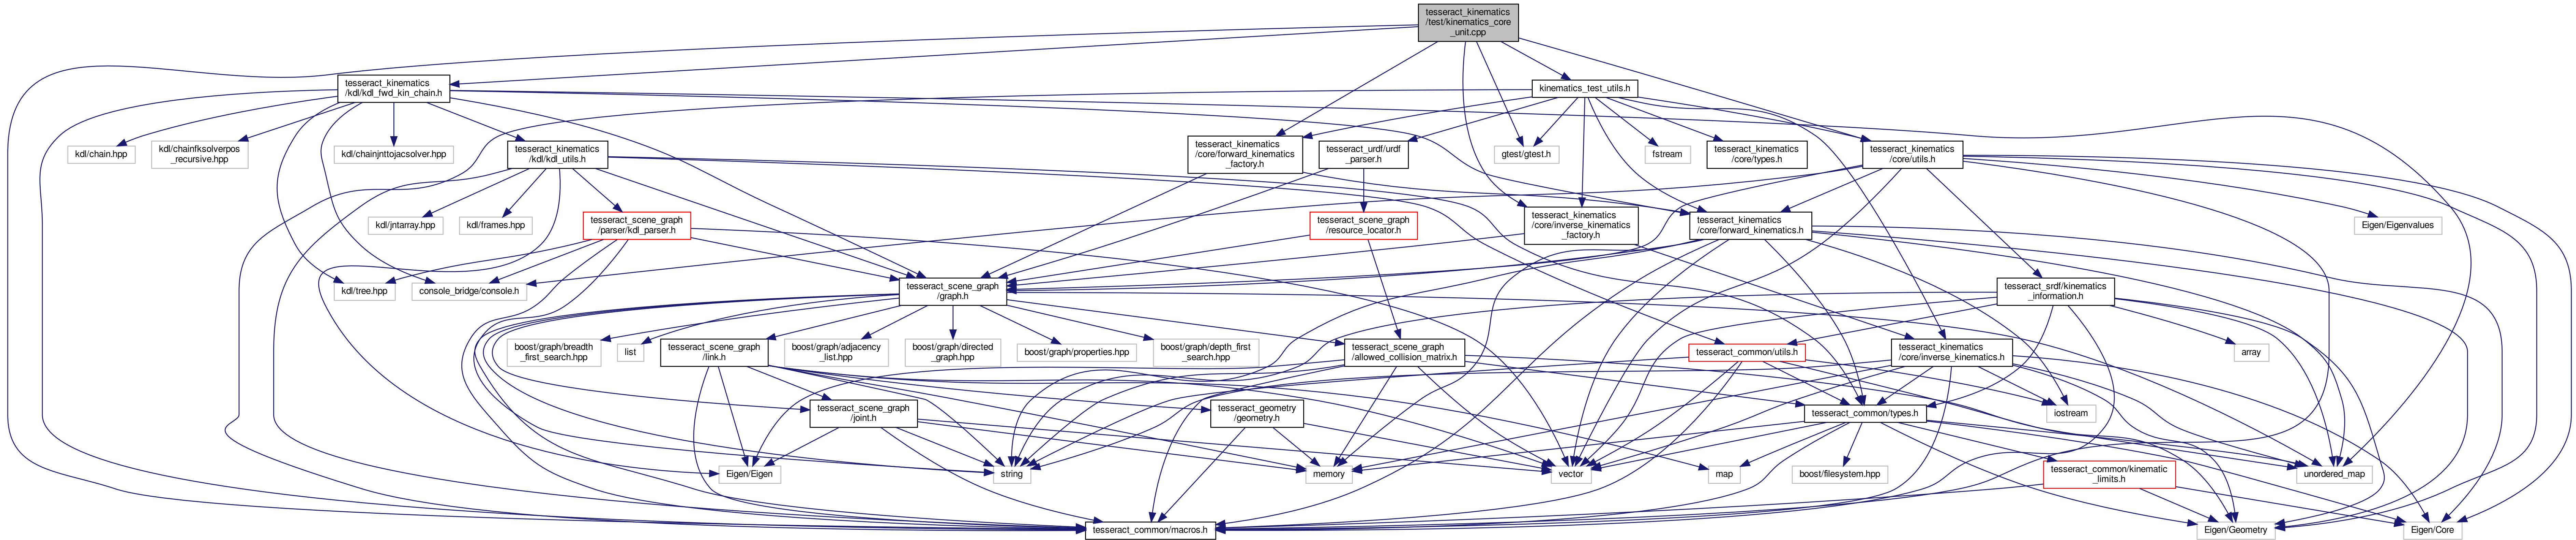 tesseract_kinematics
/test/kinematics_core
_unit.cpp
tesseract_kinematics
/kdl/kdl_fwd_kin_chain.h
kinematics_test_utils.h
kdl/chain.hpp
kdl/chainfksolverpos
_recursive.hpp
kdl/chainjnttojacsolver.hpp
tesseract_kinematics
/kdl/kdl_utils.h
tesseract_kinematics
/core/forward_kinematics
_factory.h
tesseract_urdf/urdf
_parser.h
gtest/gtest.h
fstream
tesseract_kinematics
/core/types.h
tesseract_kinematics
/core/utils.h
kdl/jntarray.hpp
kdl/frames.hpp
tesseract_scene_graph
/parser/kdl_parser.h
tesseract_scene_graph
/resource_locator.h
tesseract_kinematics
/core/inverse_kinematics
_factory.h
tesseract_kinematics
/core/forward_kinematics.h
Eigen/Eigenvalues
kdl/tree.hpp
console_bridge/console.h
tesseract_scene_graph
/graph.h
tesseract_srdf/kinematics
_information.h
boost/graph/breadth
_first_search.hpp
list
tesseract_scene_graph
/link.h
boost/graph/adjacency
_list.hpp
boost/graph/directed
_graph.hpp
boost/graph/properties.hpp
boost/graph/depth_first
_search.hpp
tesseract_scene_graph
/allowed_collision_matrix.h
tesseract_common/utils.h
tesseract_kinematics
/core/inverse_kinematics.h
array
tesseract_scene_graph
/joint.h
tesseract_geometry
/geometry.h
tesseract_common/types.h
iostream
Eigen/Eigen
string
memory
vector
map
boost/filesystem.hpp
tesseract_common/kinematic
_limits.h
unordered_map
tesseract_common/macros.h
Eigen/Geometry
Eigen/Core